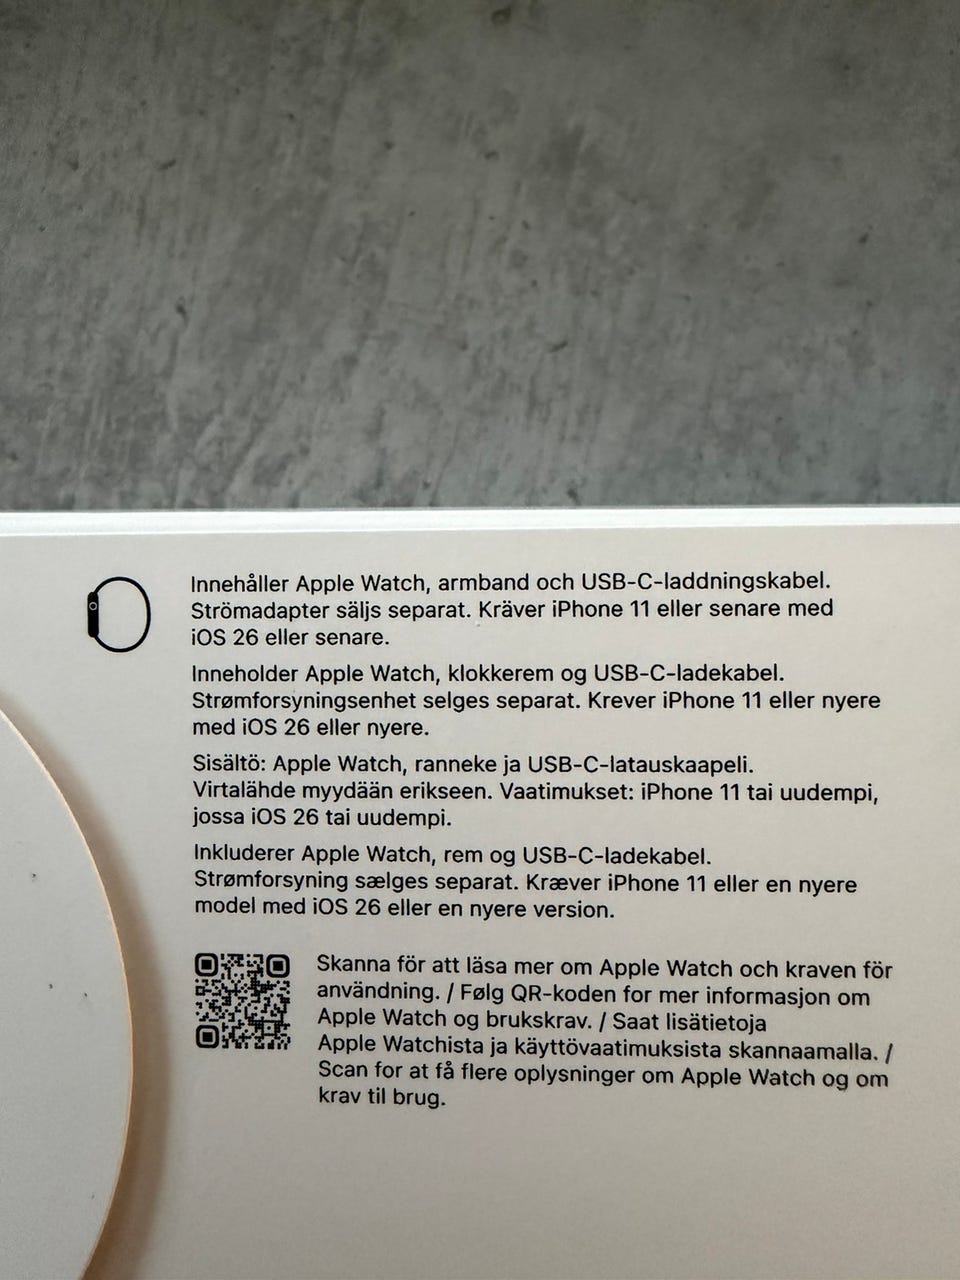 Innehåller Apple Watch, armband och USB-C-laddningskabel.
Strömadapter säljs separat. Kräver iPhone 11 eller senare med
iOS 26 eller senare.
Inneholder Apple Watch, klokkerem og USB-C-ladekabel.
Strømforsyningsenhet selges separat. Krever iPhone 11 eller nyere
med iOS 26 eller nyere.
Sisältö: Apple Watch, ranneke ja USB-C-latauskaapeli.
Virtalähde myydään erikseen. Vaatimukset: iPhone 11 tai uudempi,
jossa iOS 26 tai uudempi.
Inkluderer Apple Watch, rem og USB-C-ladekabel.
Strømforsyning sælges separat. Kræver iPhone 11 eller en nyere
model med iOS 26 eller en nyere version.
Skanna för att läsa mer om Apple Watch och kraven för
användning. / Følg QR-koden for mer informasjon om
Apple Watch og brukskrav. / Saat lisätietoja
Apple Watchista ja käyttövaatimuksista skannaamalla. /
Scan for at få flere oplysninger om Apple Watch og om
krav til brug.